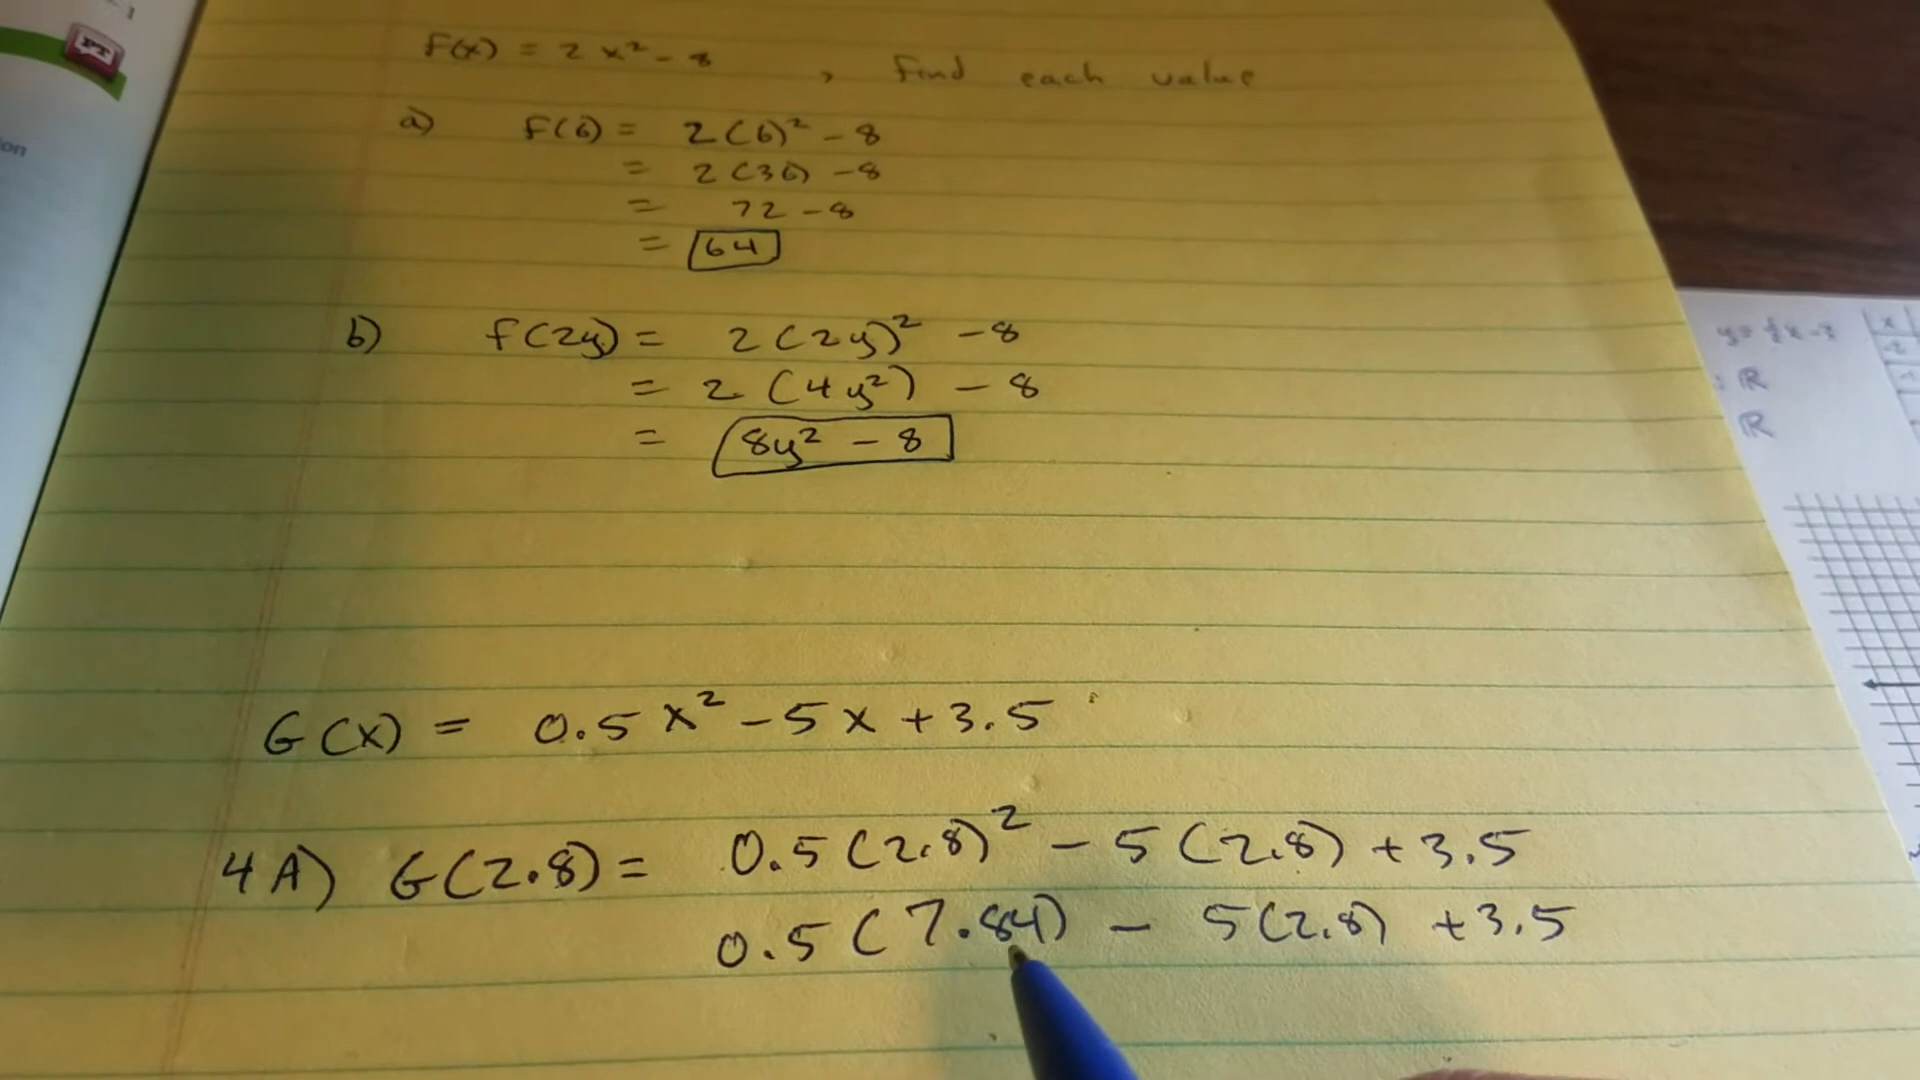 PT
on
f(x) = 2x² - 8 , find each value
a) f(6) = 2(6)² - 8
= 2(36) - 8
= 72 - 8
= 64
b) f(2y) = 2(2y)² - 8
= 2(4y²) - 8
= 8y² - 8
G(x) = 0.5x² - 5x + 3.5
4A) G(2.8) = 0.5(2.8)² - 5(2.8) + 3.5
0.5(7.84) - 5(2.8) + 3.5
: ℝ
ℝ
x